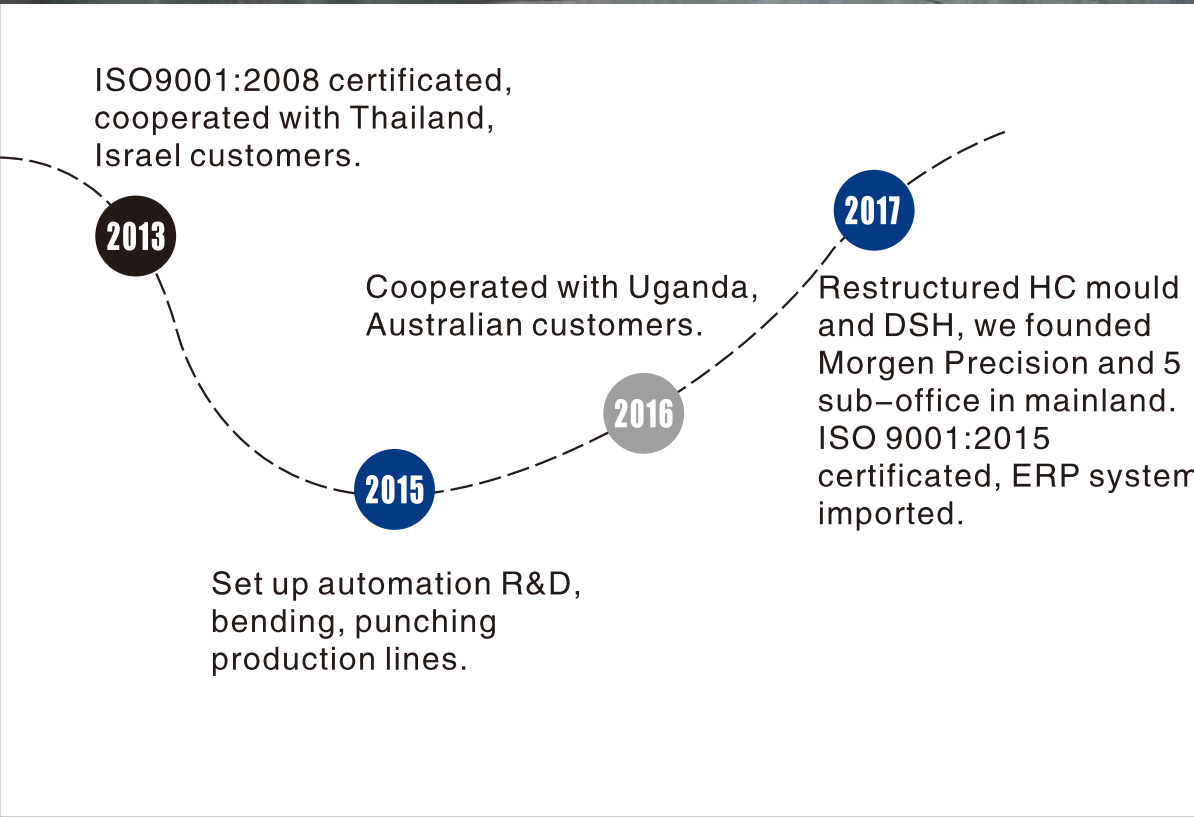 ISO9001:2008 certificated,
cooperated with Thailand,
Israel customers.
2013
Set up automation R&D,
bending, punching
production lines.
2015
Cooperated with Uganda,
Australian customers.
2016
2017
Restructured HC mould
and DSH, we founded
Morgen Precision and 5
sub–office in mainland.
ISO 9001:2015
certificated, ERP system
imported.